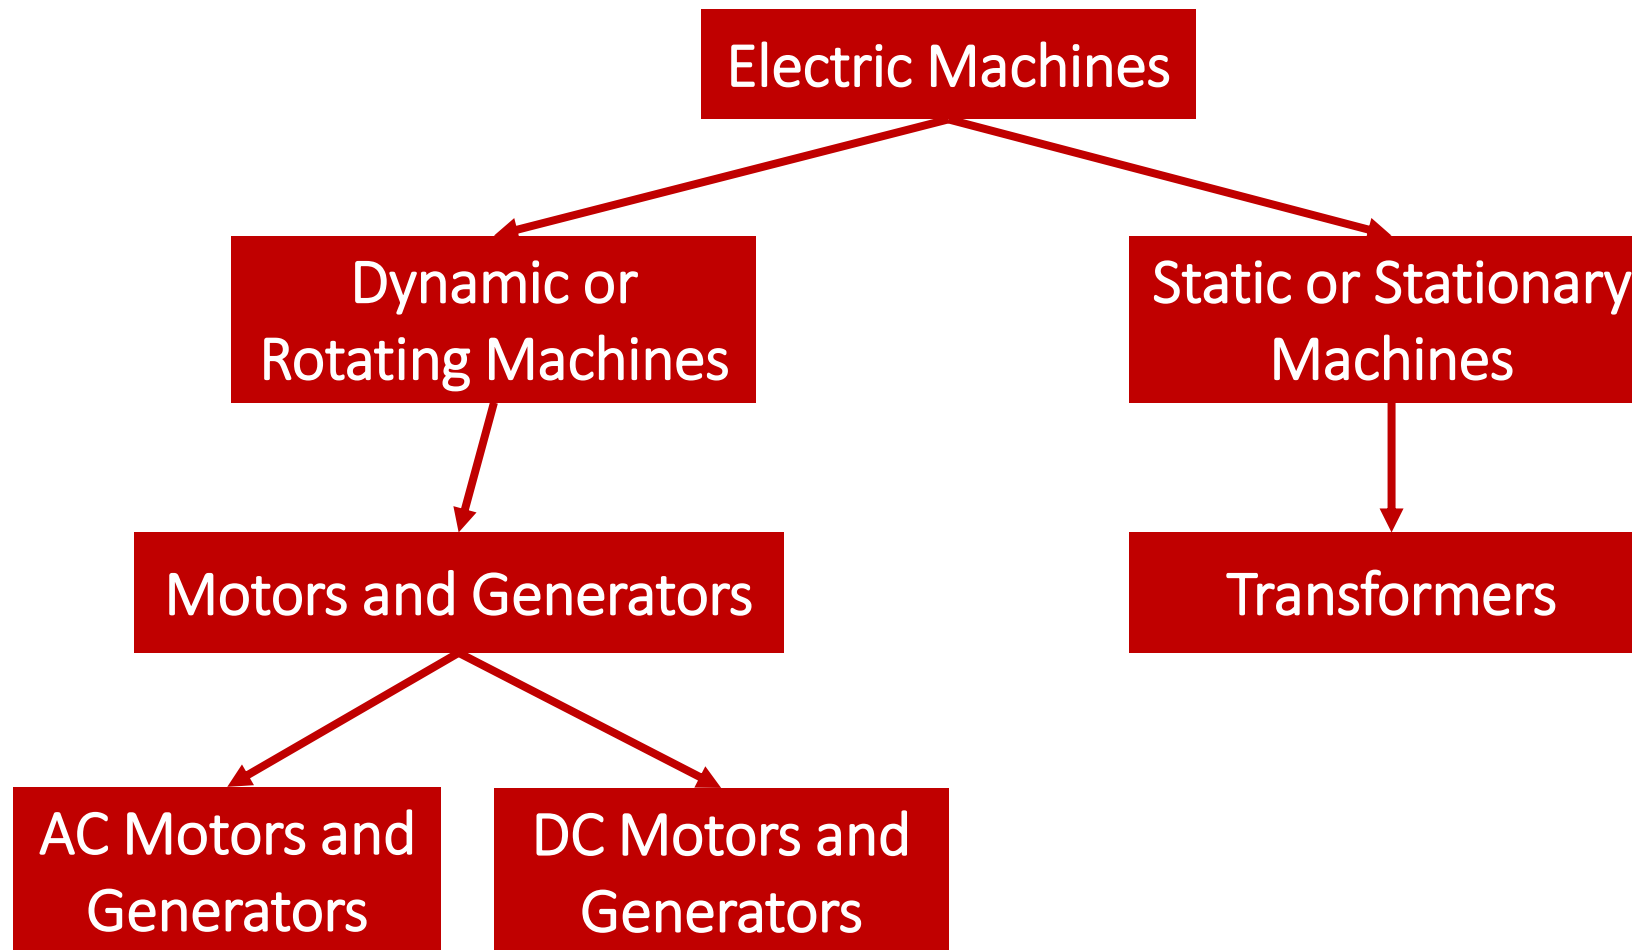 Electric Machines
Dynamic or
Rotating Machines
Static or Stationary
Machines
Motors and Generators
Transformers
AC Motors and
Generators
DC Motors and
Generators